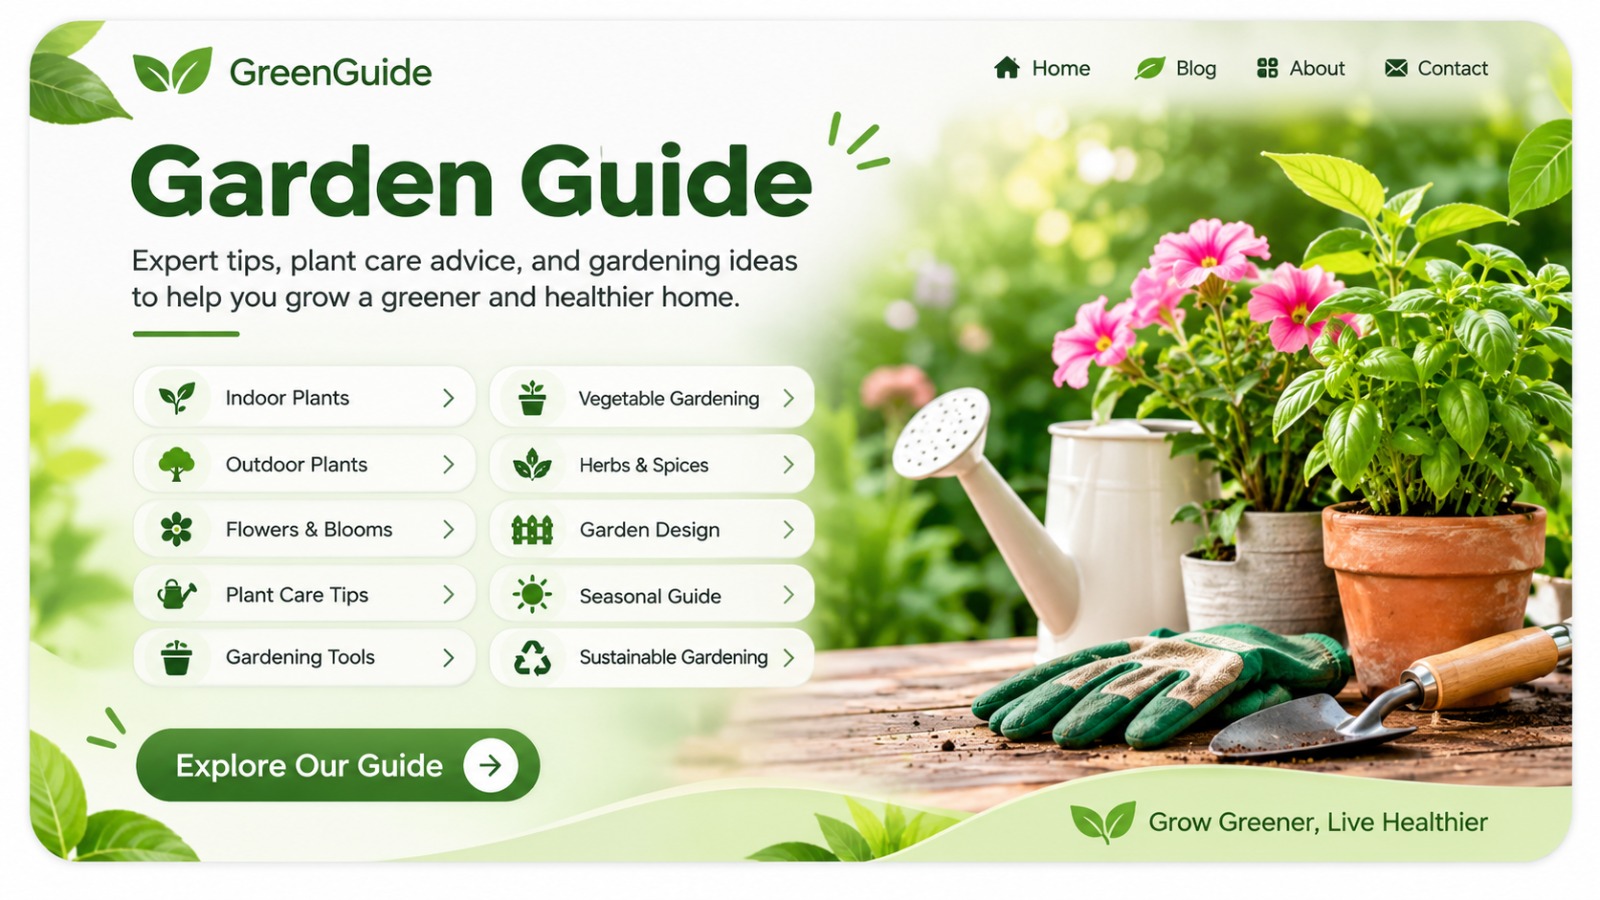 GreenGuide
Home
Blog
About
Contact
Garden Guide
Expert tips, plant care advice, and gardening ideas
to help you grow a greener and healthier home.
Indoor Plants
Vegetable Gardening
Outdoor Plants
Herbs & Spices
Flowers & Blooms
Garden Design
Plant Care Tips
Seasonal Guide
Gardening Tools
Sustainable Gardening
Explore Our Guide
Grow Greener, Live Healthier